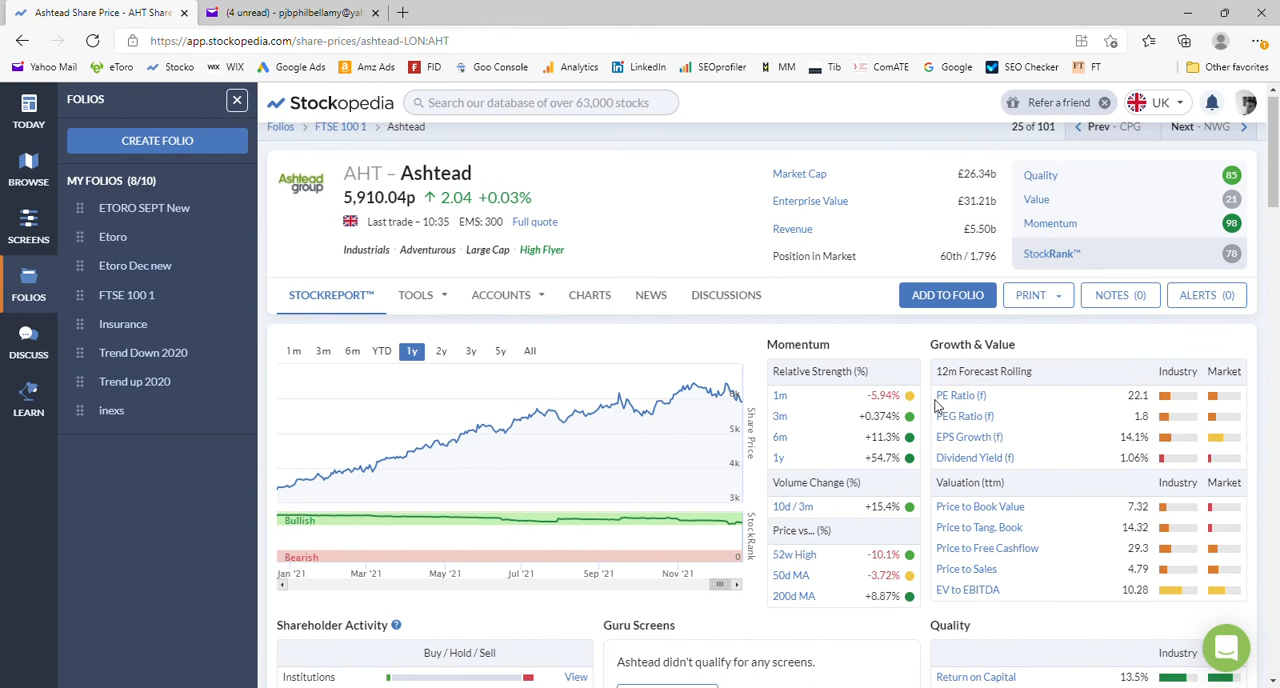 Ashtead Share Price - AHT Share
(4 unread) - pjbphilbellamy@yah
https://app.stockopedia.com/share-prices/ashtead-LON:AHT
Yahoo Mail eToro Stocko WIX WIX Google Ads Amz Ads FID Goo Console Analytics LinkedIn SEOprofiler MM Tib ComATE Google SEO Checker FT FT Other favorites
TODAY
BROWSE
SCREENS
FOLIOS
DISCUSS
LEARN
FOLIOS
CREATE FOLIO
MY FOLIOS (8/10)
ETORO SEPT New
Etoro
Etoro Dec new
FTSE 100 1
Insurance
Trend Down 2020
Trend up 2020
inexs
Stockopedia
Search our database of over 63,000 stocks
Refer a friend
UK
Folios FTSE 100 1 Ashtead
25 of 101 Prev - CPG Next - NWG
Ashtead group
AHT – Ashtead
5,910.04p ↑ 2.04 +0.03%
Last trade - 10:35 EMS: 300 Full quote
Industrials · Adventurous · Large Cap · High Flyer
Market Cap £26.34b
Enterprise Value £31.21b
Revenue £5.50b
Position in Market 60th / 1,796
Quality 85
Value 21
Momentum 98
StockRank™ 78
STOCKREPORT™ TOOLS ACCOUNTS CHARTS NEWS DISCUSSIONS
ADD TO FOLIO PRINT NOTES (0) ALERTS (0)
1m 3m 6m YTD 1y 2y 3y 5y All
6k
5k
4k
3k
Share Price
Bullish
Bearish
0
StockRank
Jan '21 Mar '21 May '21 Jul '21 Sep '21 Nov '21
Momentum
Relative Strength (%)
1m -5.94%
3m +0.374%
6m +11.3%
1y +54.7%
Volume Change (%)
10d / 3m +15.4%
Price vs... (%)
52w High -10.1%
50d MA -3.72%
200d MA +8.87%
Growth & Value
12m Forecast Rolling Industry Market
PE Ratio (f) 22.1
PEG Ratio (f) 1.8
EPS Growth (f) 14.1%
Dividend Yield (f) 1.06%
Valuation (ttm) Industry Market
Price to Book Value 7.32
Price to Tang. Book 14.32
Price to Free Cashflow 29.3
Price to Sales 4.79
EV to EBITDA 10.28
Shareholder Activity
Buy / Hold / Sell
Institutions View
Guru Screens
Ashtead didn't qualify for any screens.
Quality
Industry
Return on Capital 13.5%